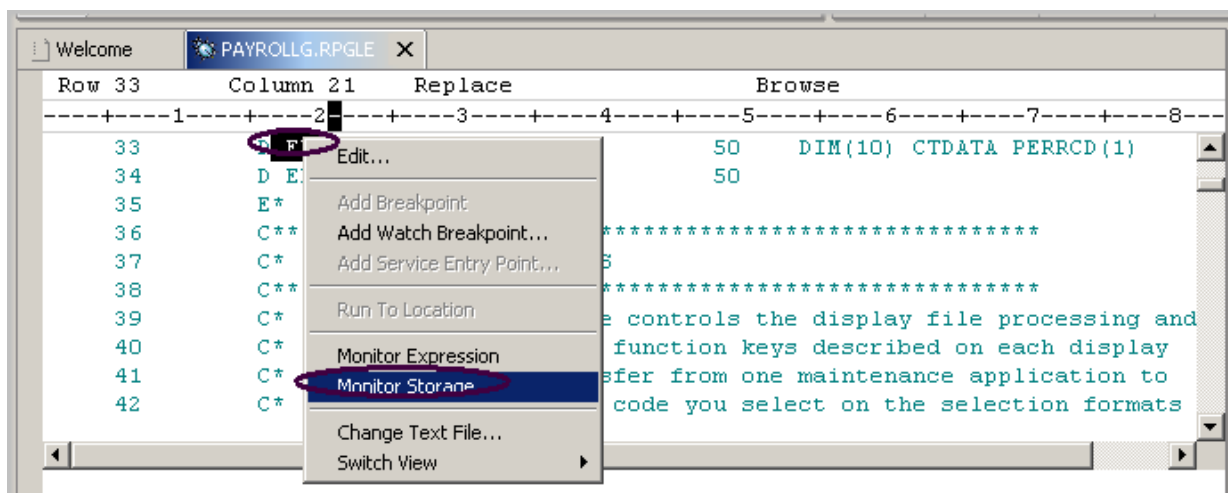 Welcome PAYROLLG.RPGLE
Row 33 Column 21 Replace Browse
----+----1----+----2----+----3----+----4----+----5----+----6----+----7----+----8---
33 D 50 DIM(10) CTDATA PERRCD(1)
34 D 50
35 E*
36 C** *******************************
37 C* S
38 C** *******************************
39 C* e controls the display file processing and
40 C* function keys described on each display
41 C* sfer from one maintenance application to
42 C* code you select on the selection formats
Edit...
Add Breakpoint
Add Watch Breakpoint...
Add Service Entry Point...
Run To Location
Monitor Expression
Monitor Storage
Change Text File...
Switch View